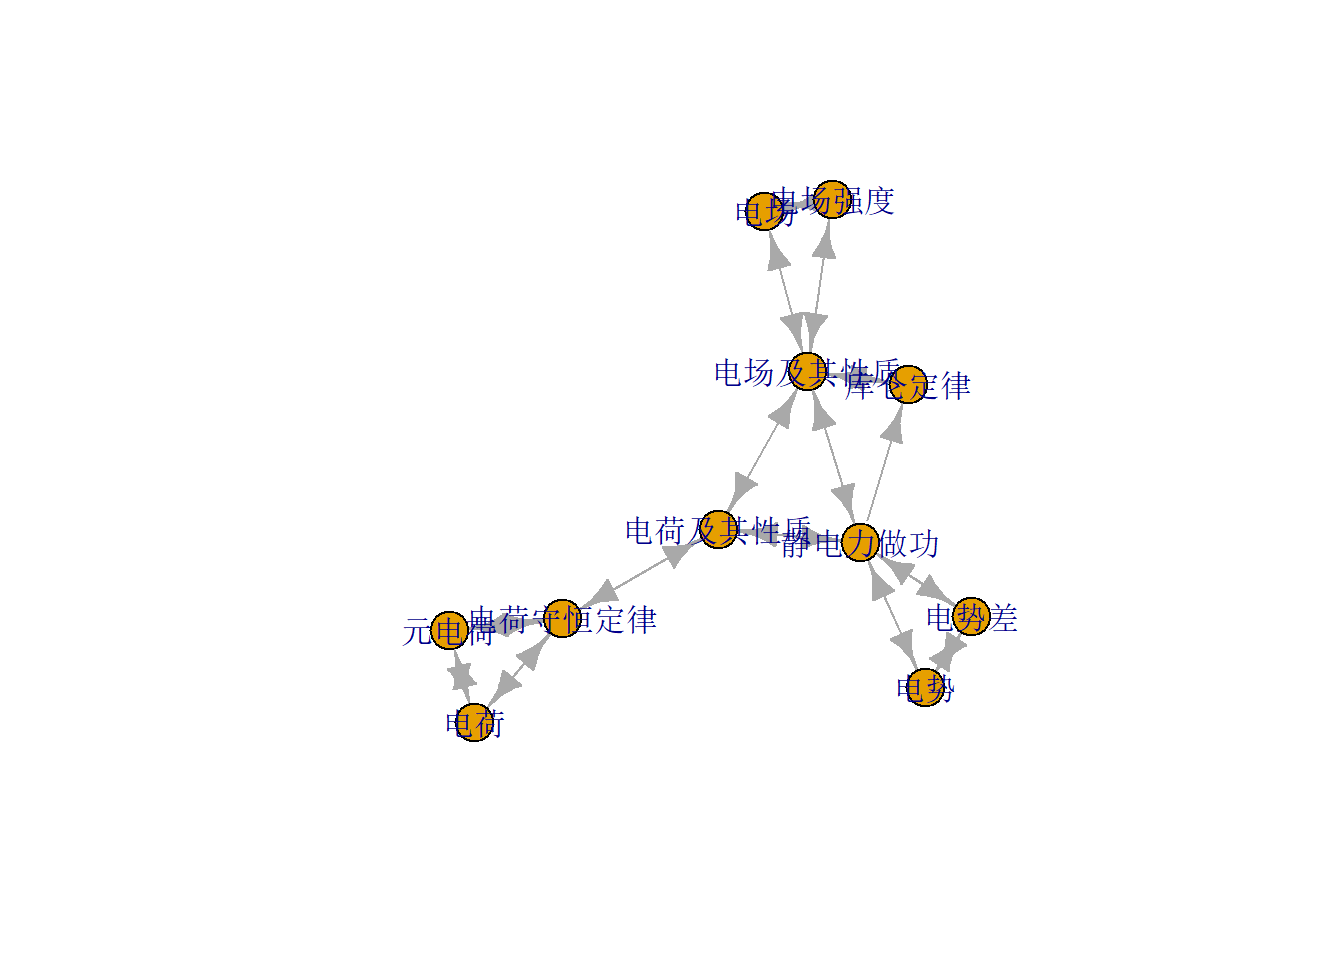 电场强度
电场
电场及其性质
库仑定律
电荷及其性质
静电力做功
电势差
电荷守恒定律
元电荷
电势
电荷